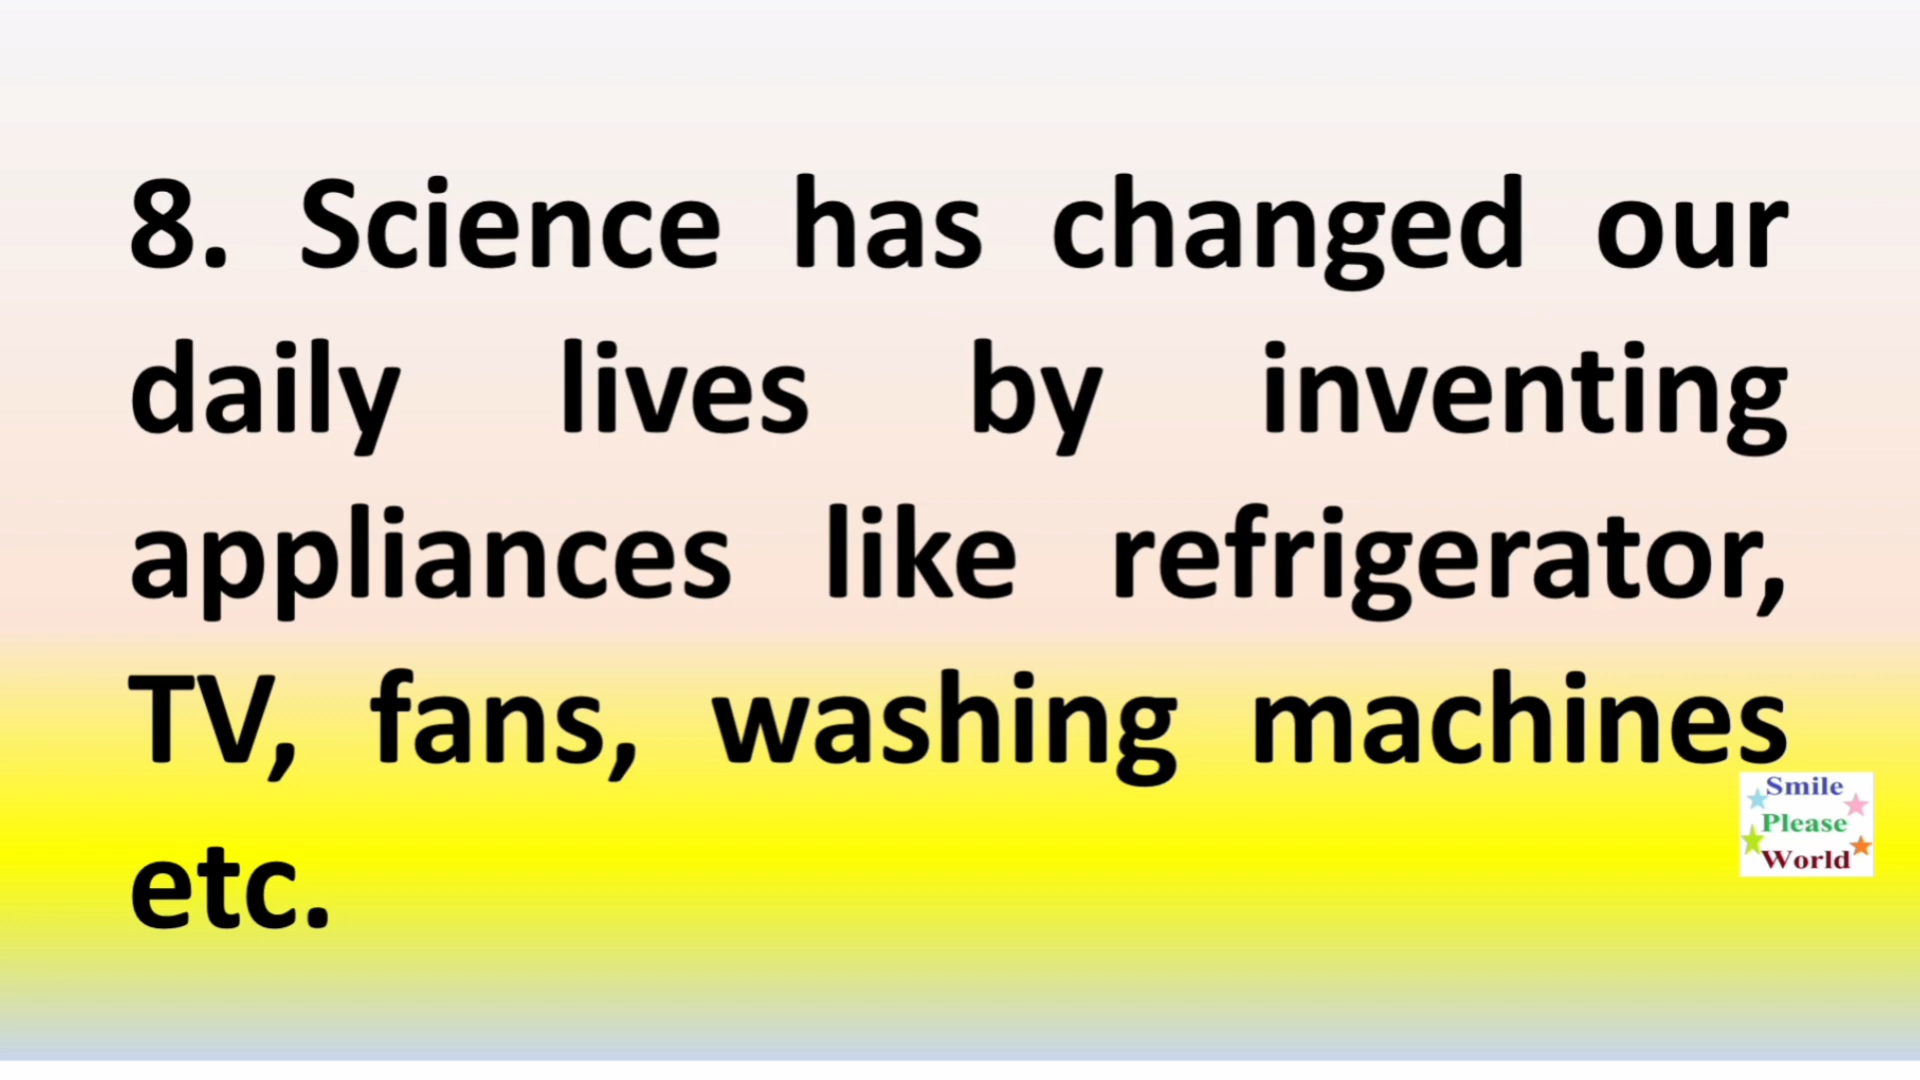 8. Science has changed our
daily lives by inventing
appliances like refrigerator,
TV, fans, washing machines
etc.
Smile
Please
World